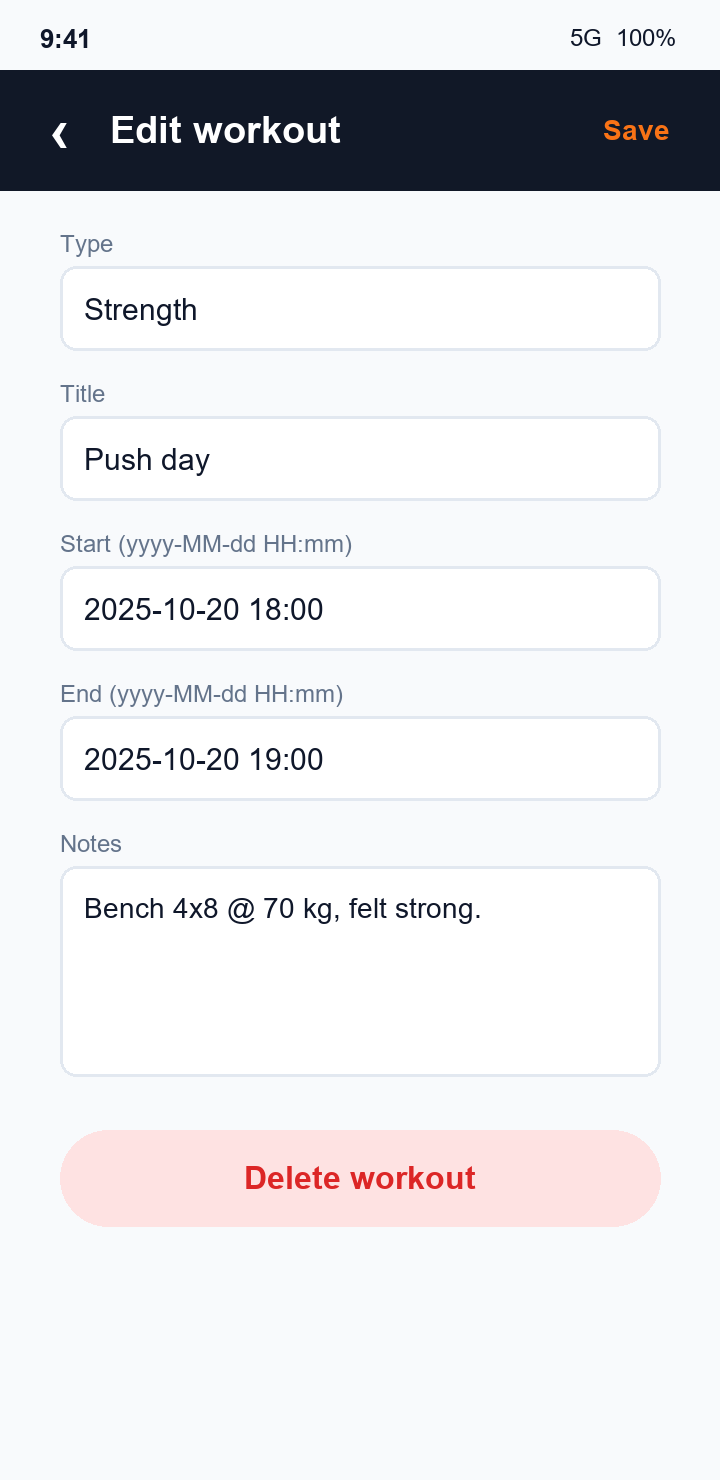 9:41
5G 100%
‹ Edit workout
Save
Type
Strength
Title
Push day
Start (yyyy-MM-dd HH:mm)
2025-10-20 18:00
End (yyyy-MM-dd HH:mm)
2025-10-20 19:00
Notes
Bench 4x8 @ 70 kg, felt strong.
Delete workout